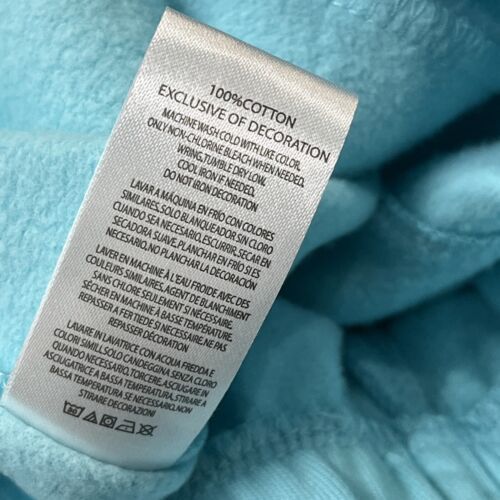 100%COTTON
EXCLUSIVE OF DECORATION
MACHINE WASH COLD WITH LIKE COLOR,
ONLY NON-CHLORINE BLEACH WHEN NEEDED,
WRING,TUMBLE DRY LOW.
COOL IRON IF NEEDED,
DO NOT IRON DECORATION
LAVAR A MAQUINA EN FRÍO CON COLORES
SIMILARES,SOLO BLANQUEADOR SIN CLORO
CUANDO SEA NECESARIO,ESCURRIR,SECAR EN
SECADORA SUAVE,PLANCHAR EN FRÍO SI ES
NECESARIO,NO PLANCHAR LA DECORACIÓN
LAVER EN MACHINE À L'EAU FROIDE AVEC DES
COULEURS SIMILAIRES,AGENT DE BLANCHIMENT
SANS CHLORE SEULEMENT SI NÉCESSAIRE,
SÉCHER EN MACHINE À BASSE TEMPÉRATURE.
REPASSER A FER TIEDE SI NECESSAIRE, NE PAS
REPASSER DÉCORATION
LAVARE IN LAVATRICE CON ACQUA FREDDA E
COLORI SIMILI,SOLO CANDEGGINA SENZA CLORO
QUANDO NECESSARIO,TORCERE,ASCIUGARE IN
ASCIUGATRICE A BASSA TEMPERATURA,STIRARE A
BASSA TEMPERATURA SE NECESSARIO,NON
STIRARE DECORAZIONI